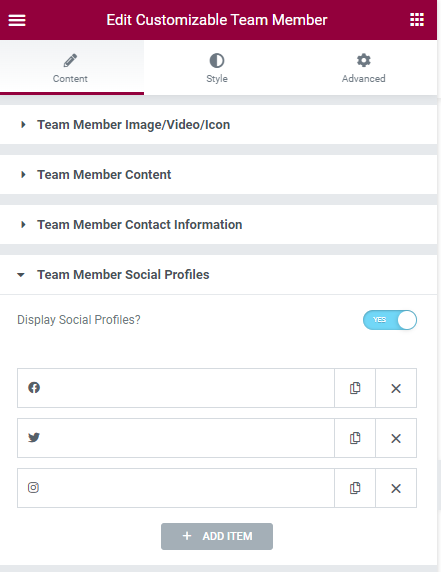 Edit Customizable Team Member
Content
Style
Advanced
Team Member Image/Video/Icon
Team Member Content
Team Member Contact Information
Team Member Social Profiles
Display Social Profiles?
YES
ADD ITEM